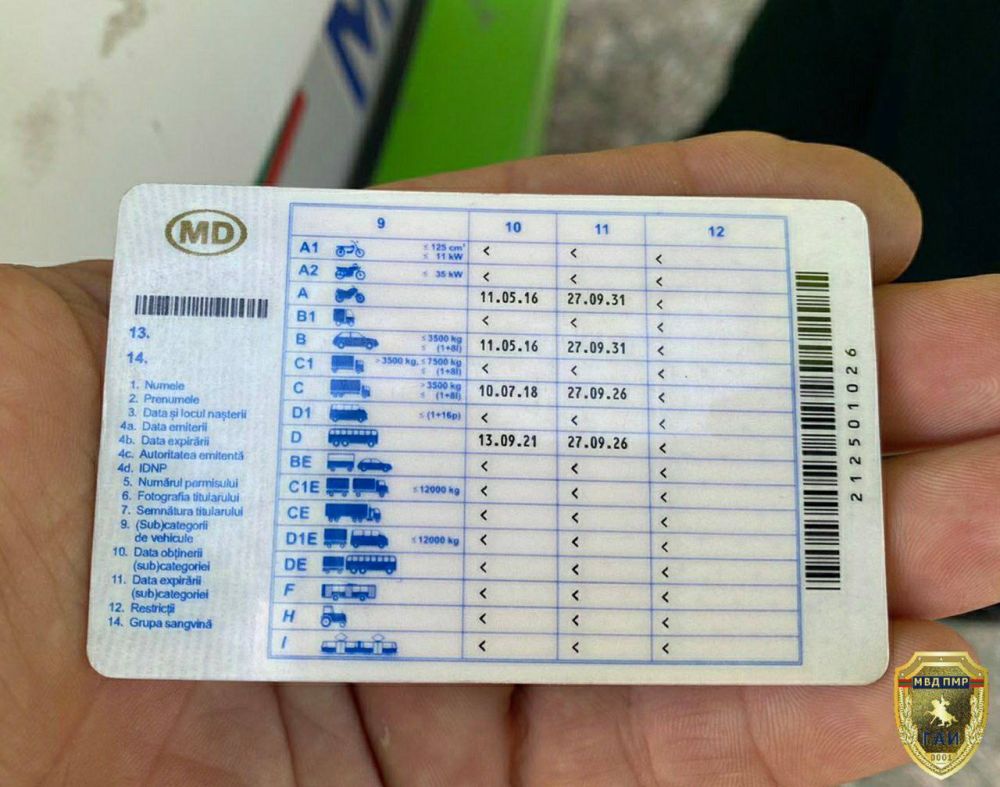 MD
13.
14.
1. Numele
2. Prenumele
3. Data și locul nașterii
4a. Data emiterii
4b. Data expirării
4c. Autoritatea emitentă
4d. IDNP
5. Numărul permisului
6. Fotografia titularului
7. Semnătura titularului
9. (Sub)categorii
de vehicule
10. Data obținerii
(sub)categoriei
11. Data expirării
(sub)categoriei
12. Restricții
14. Grupa sangvină
9 10 11 12
A1 ≤ 125 cm³ < < <
≤ 11 kW
A2 ≤ 35 kW < < <
A 11.05.16 27.09.31 <
B1 < < <
B ≤ 3500 kg 11.05.16 27.09.31 <
≤ (1+8l)
C1 > 3500 kg, ≤ 7500 kg < < <
≤ (1+8l)
C > 3500 kg 10.07.18 27.09.26 <
≤ (1+8l)
D1 ≤ (1+16p) < < <
D 13.09.21 27.09.26 <
BE < < <
C1E ≤ 12000 kg < < <
CE < < <
D1E ≤ 12000 kg < < <
DE < < <
F < < <
H < < <
I < < <
212501026
МВД ПМР
ГАИ
0001